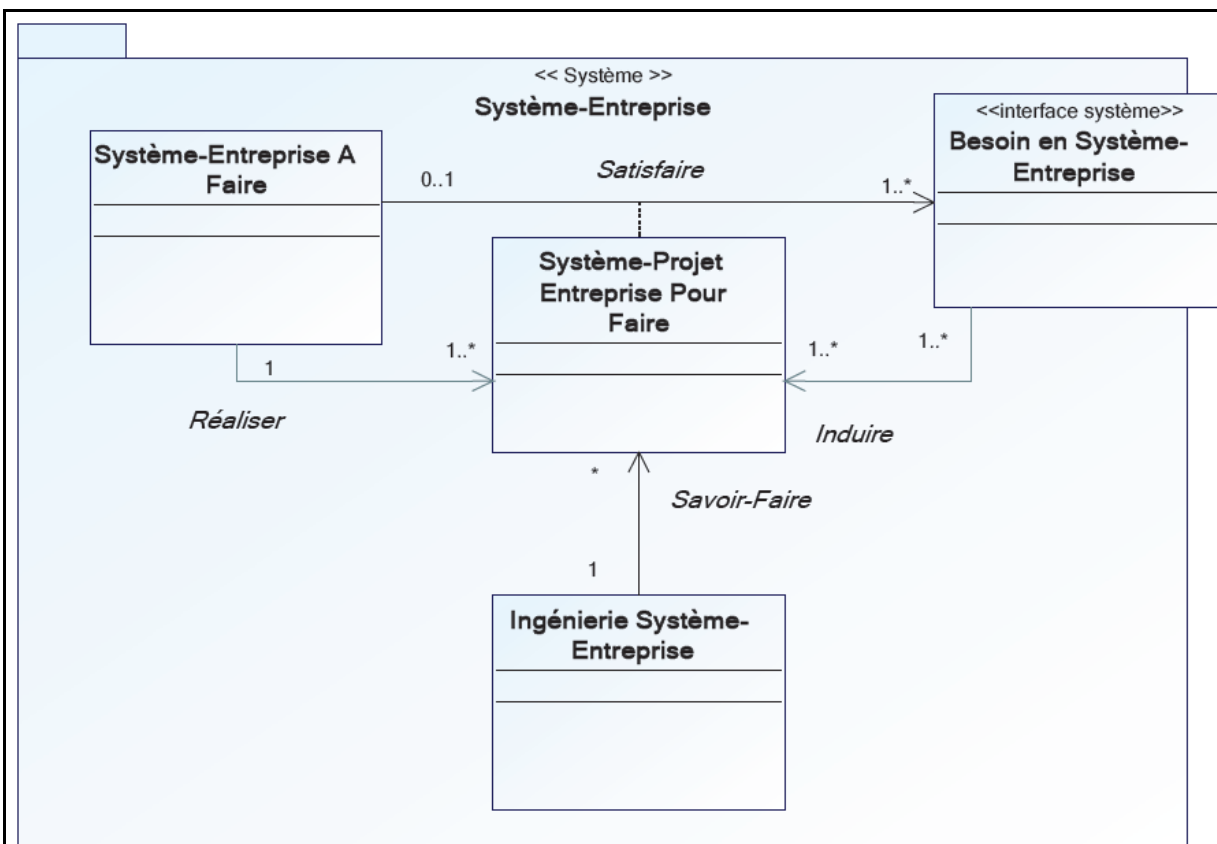 << Système >>
Système-Entreprise
<<interface système>>
Besoin en Système-
Entreprise
Système-Entreprise A
Faire
0..1
Satisfaire
1..*
Système-Projet
Entreprise Pour
Faire
1
1..*
1..*
1..*
Réaliser
Induire
*
Savoir-Faire
1
Ingénierie Système-
Entreprise